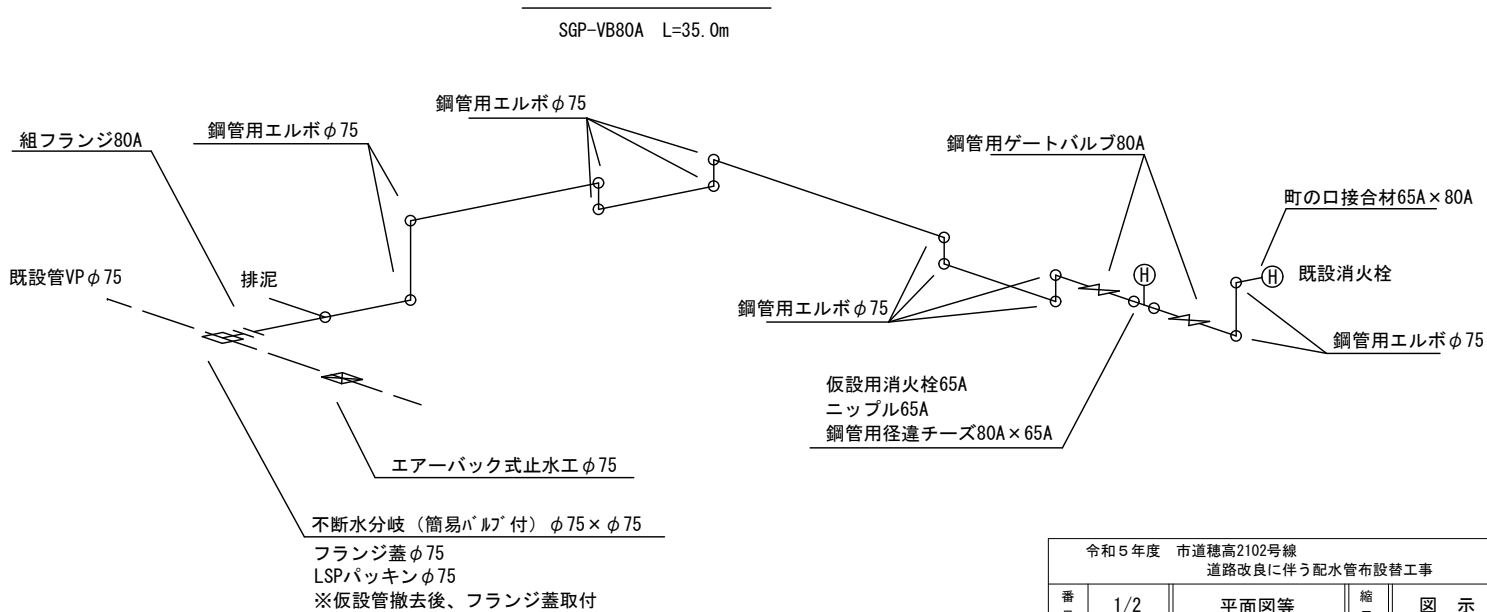 SGP-VB80A L=35.0m
鋼管用エルボφ75
組フランジ80A
鋼管用エルボφ75
鋼管用ゲートバルブ80A
町の口接合材65A×80A
既設管VPφ75
排泥
H
H
既設消火栓
鋼管用エルボφ75
鋼管用エルボφ75
仮設用消火栓65A
ニップル65A
鋼管用径違チーズ80A×65A
エアーバック式止水工φ75
不断水分岐（簡易ﾊﾞﾙﾌﾞ付）φ75×φ75
フランジ蓋φ75
LSPパッキンφ75
※仮設管撤去後、フランジ蓋取付
令和５年度 市道穂高2102号線
道路改良に伴う配水管布設替工事
番 1/2 平面図等 縮 図 示